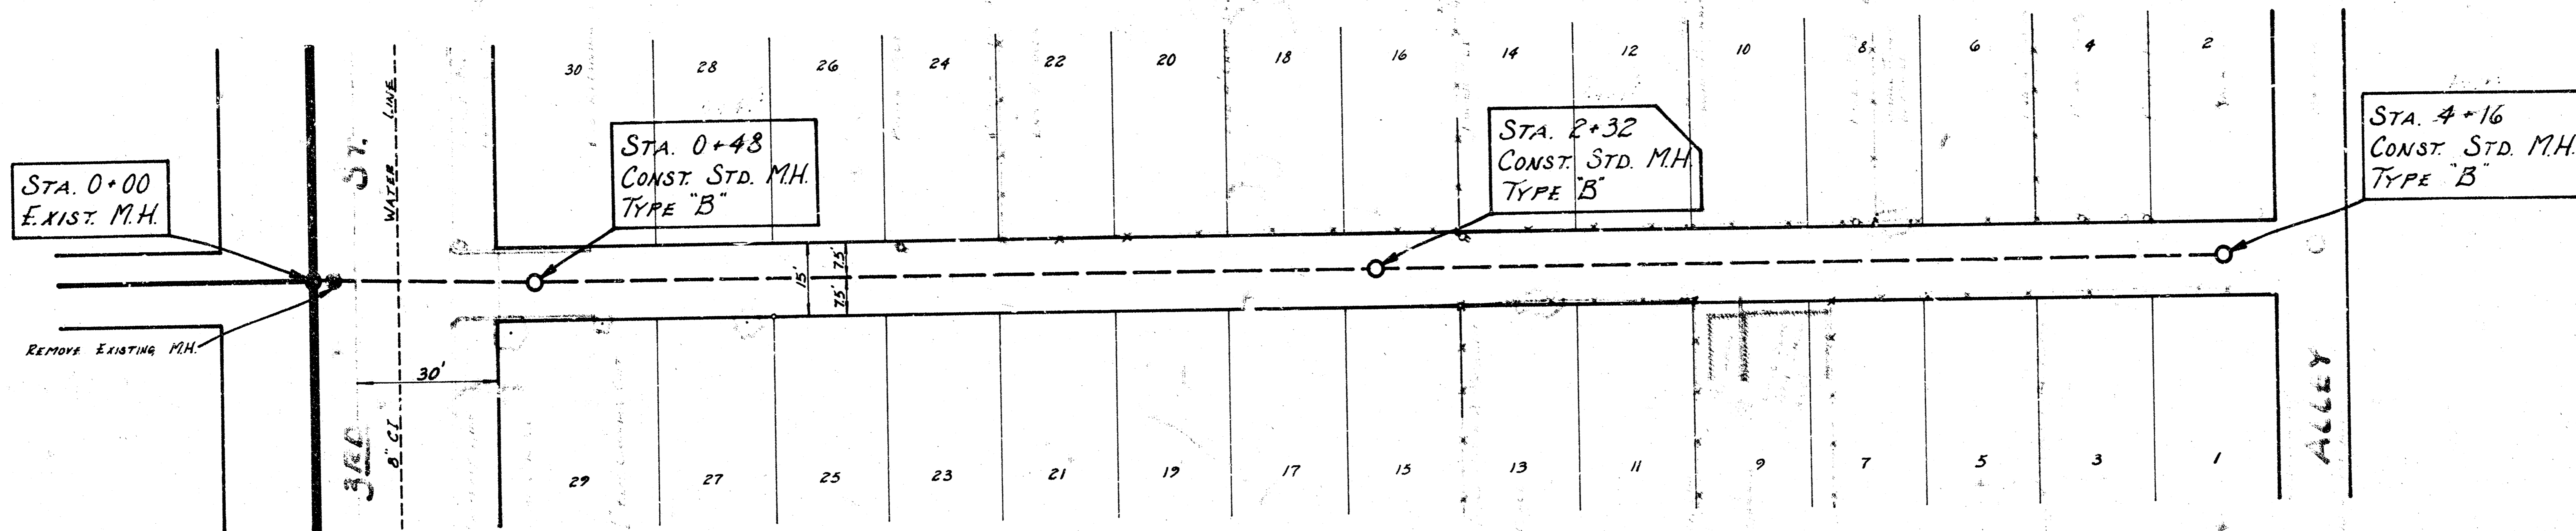 30 28 26 24 22 20 18 16 14 12 10 8 6 4 2
STA. 0+00
EXIST. M.H.
ST.
WATER LINE
STA. 0+48
CONST. STD. M.H.
TYPE "B"
STA. 2+32
CONST. STD. M.H.
TYPE "B"
STA. 4+16
CONST. STD. M.H.
TYPE "B"
15'
7.5'
7.5'
REMOVE EXISTING M.H.
30'
3RD
8" CI
ALLEY
29 27 25 23 21 19 17 15 13 11 9 7 5 3 1